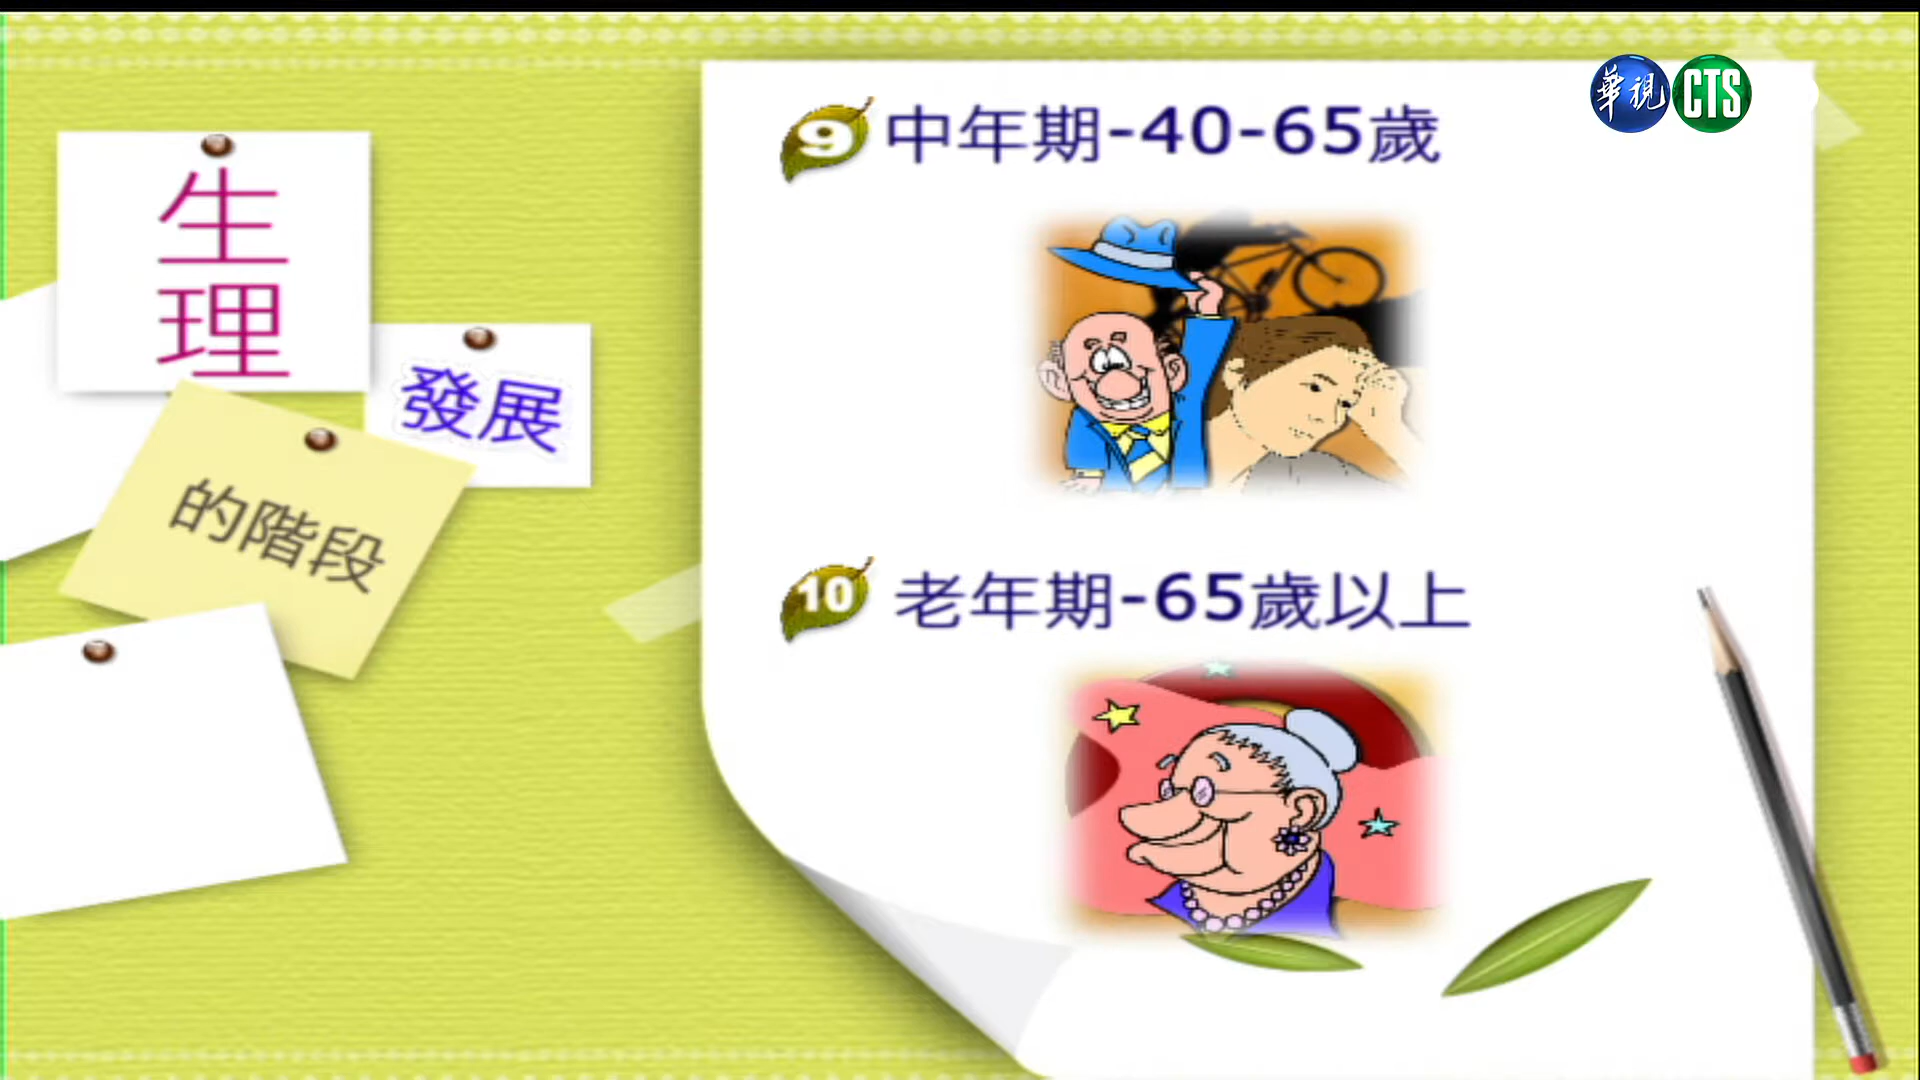 華視 CTS
生
理
發展
的階段
9 中年期-40-65歲
10 老年期-65歲以上